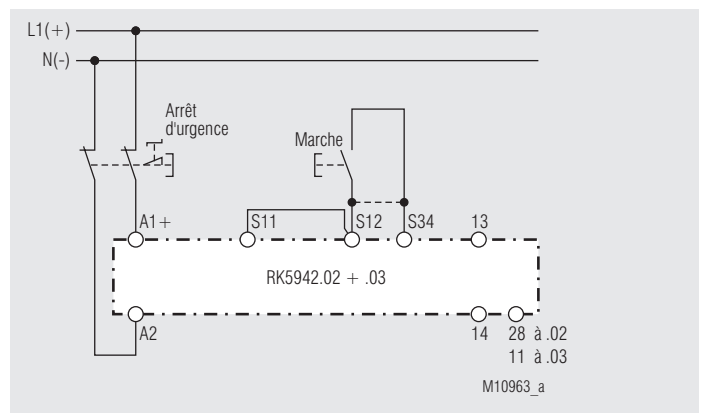 L1(+)
N(-)
Arrêt
d'urgence
Marche
A1+
S11
S12
S34
13
RK5942.02 + .03
A2
14
28 à .02
11 à .03
M10963_a